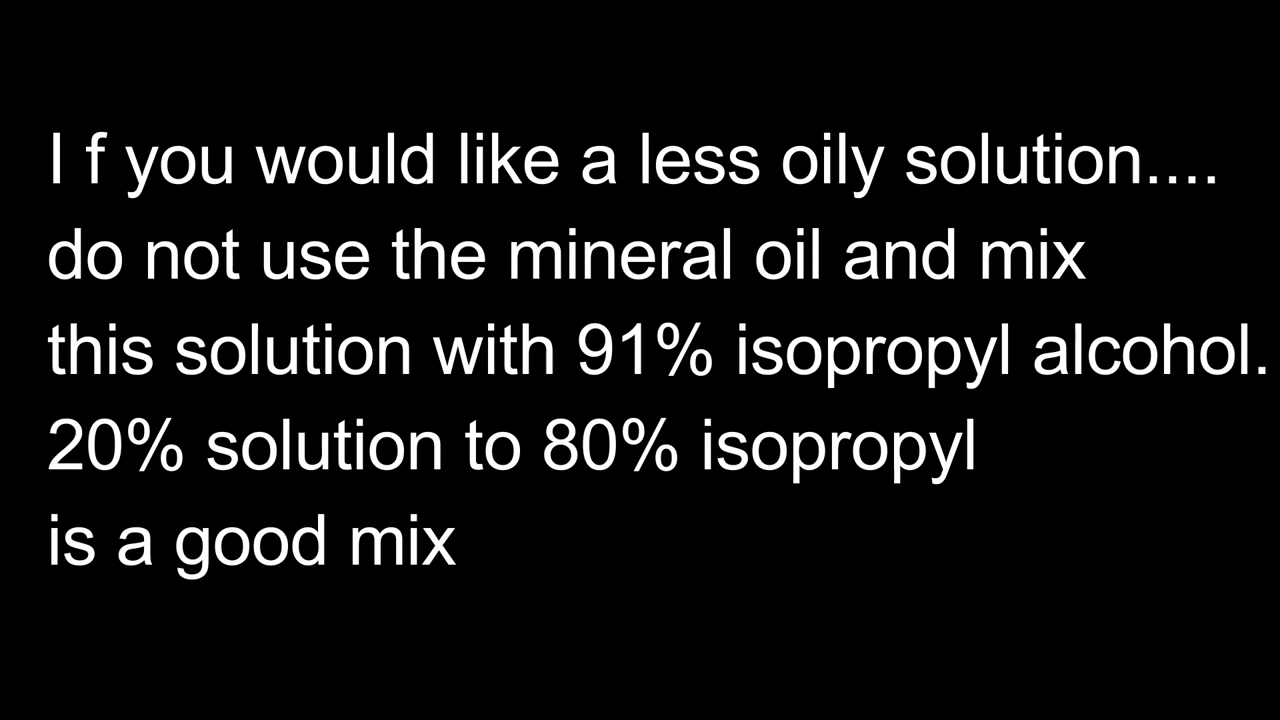 I f you would like a less oily solution....
do not use the mineral oil and mix
this solution with 91% isopropyl alcohol.
20% solution to 80% isopropyl
is a good mix